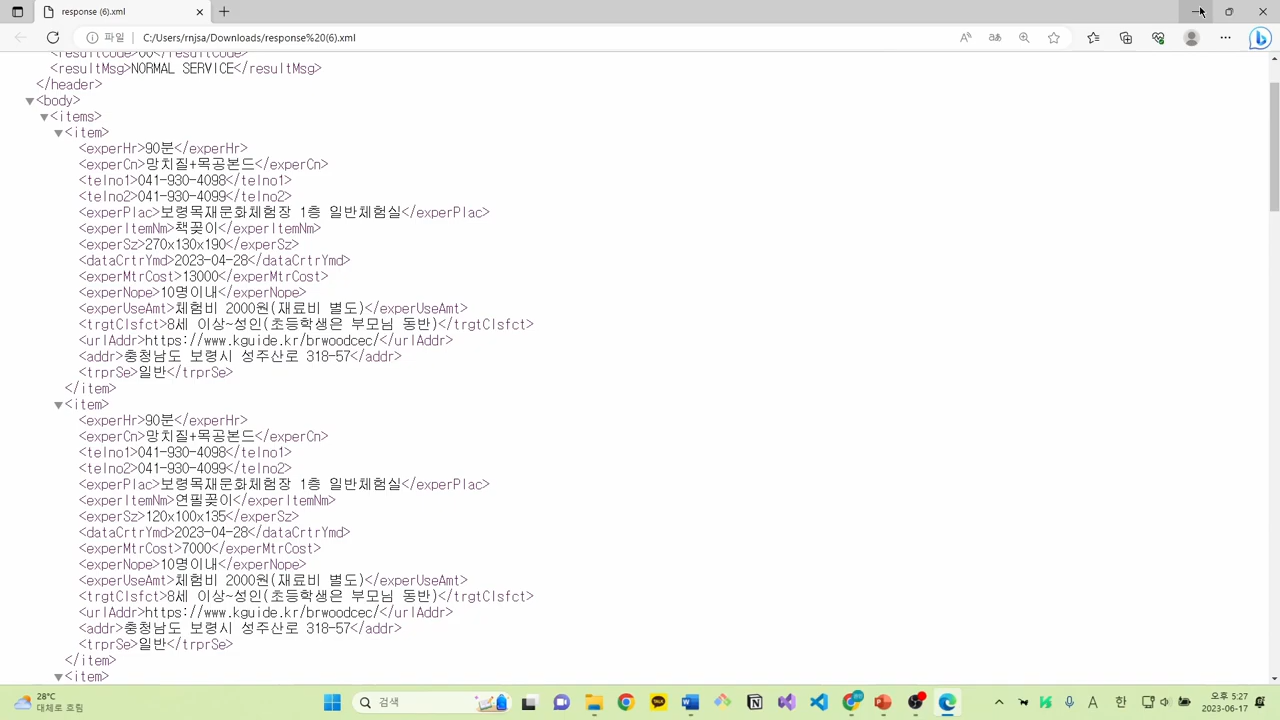 response (6).xml
파일 C:/Users/rnjsa/Downloads/response%20(6).xml
<resultCode>00</resultCode>
<resultMsg>NORMAL SERVICE</resultMsg>
</header>
▼<body>
▼<items>
▼<item>
<experHr>90분</experHr>
<experCn>망치질+목공본드</experCn>
<telno1>041-930-4098</telno1>
<telno2>041-930-4099</telno2>
<experPlac>보령목재문화체험장 1층 일반체험실</experPlac>
<experItemNm>책꽂이</experItemNm>
<experSz>270x130x190</experSz>
<dataCrtrYmd>2023-04-28</dataCrtrYmd>
<experMtrCost>13000</experMtrCost>
<experNope>10명이내</experNope>
<experUseAmt>체험비 2000원(재료비 별도)</experUseAmt>
<trgtClsfct>8세 이상~성인(초등학생은 부모님 동반)</trgtClsfct>
<urlAddr>https://www.kguide.kr/brwoodcec/</urlAddr>
<addr>충청남도 보령시 성주산로 318-57</addr>
<trprSe>일반</trprSe>
</item>
▼<item>
<experHr>90분</experHr>
<experCn>망치질+목공본드</experCn>
<telno1>041-930-4098</telno1>
<telno2>041-930-4099</telno2>
<experPlac>보령목재문화체험장 1층 일반체험실</experPlac>
<experItemNm>연필꽂이</experItemNm>
<experSz>120x100x135</experSz>
<dataCrtrYmd>2023-04-28</dataCrtrYmd>
<experMtrCost>7000</experMtrCost>
<experNope>10명이내</experNope>
<experUseAmt>체험비 2000원(재료비 별도)</experUseAmt>
<trgtClsfct>8세 이상~성인(초등학생은 부모님 동반)</trgtClsfct>
<urlAddr>https://www.kguide.kr/brwoodcec/</urlAddr>
<addr>충청남도 보령시 성주산로 318-57</addr>
<trprSe>일반</trprSe>
</item>
▼<item>
28°C
대체로 흐림
검색
A 한
오후 5:27
2023-06-17